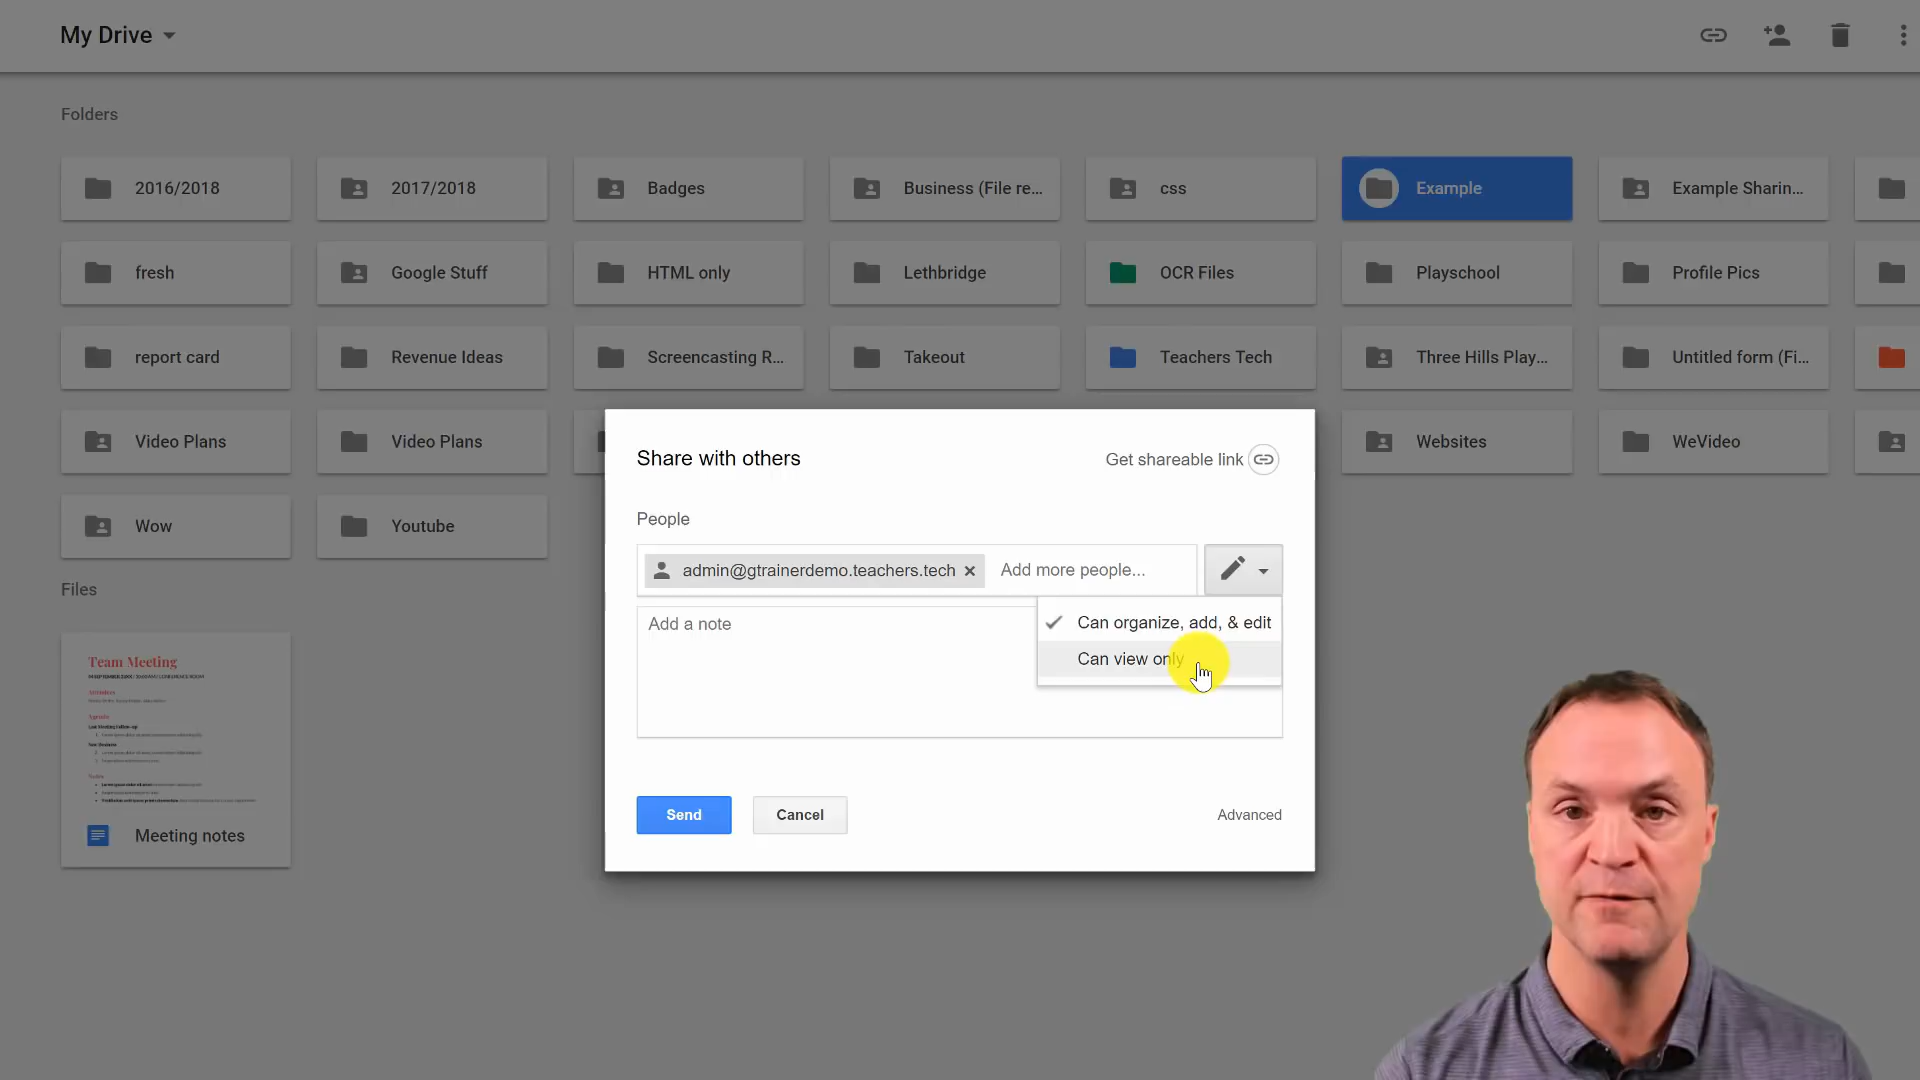 My Drive
Folders
2016/2018
2017/2018
Badges
Business (File re...
css
Example
Example Sharin...
fresh
Google Stuff
HTML only
Lethbridge
OCR Files
Playschool
Profile Pics
report card
Revenue Ideas
Screencasting R...
Takeout
Teachers Tech
Three Hills Play...
Untitled form (Fi...
Video Plans
Video Plans
Websites
WeVideo
Wow
Youtube
Share with others
Get shareable link
People
admin@gtrainerdemo.teachers.tech
Add more people...
Can organize, add, & edit
Can view only
Add a note
Send
Cancel
Advanced
Files
Team Meeting
Meeting notes